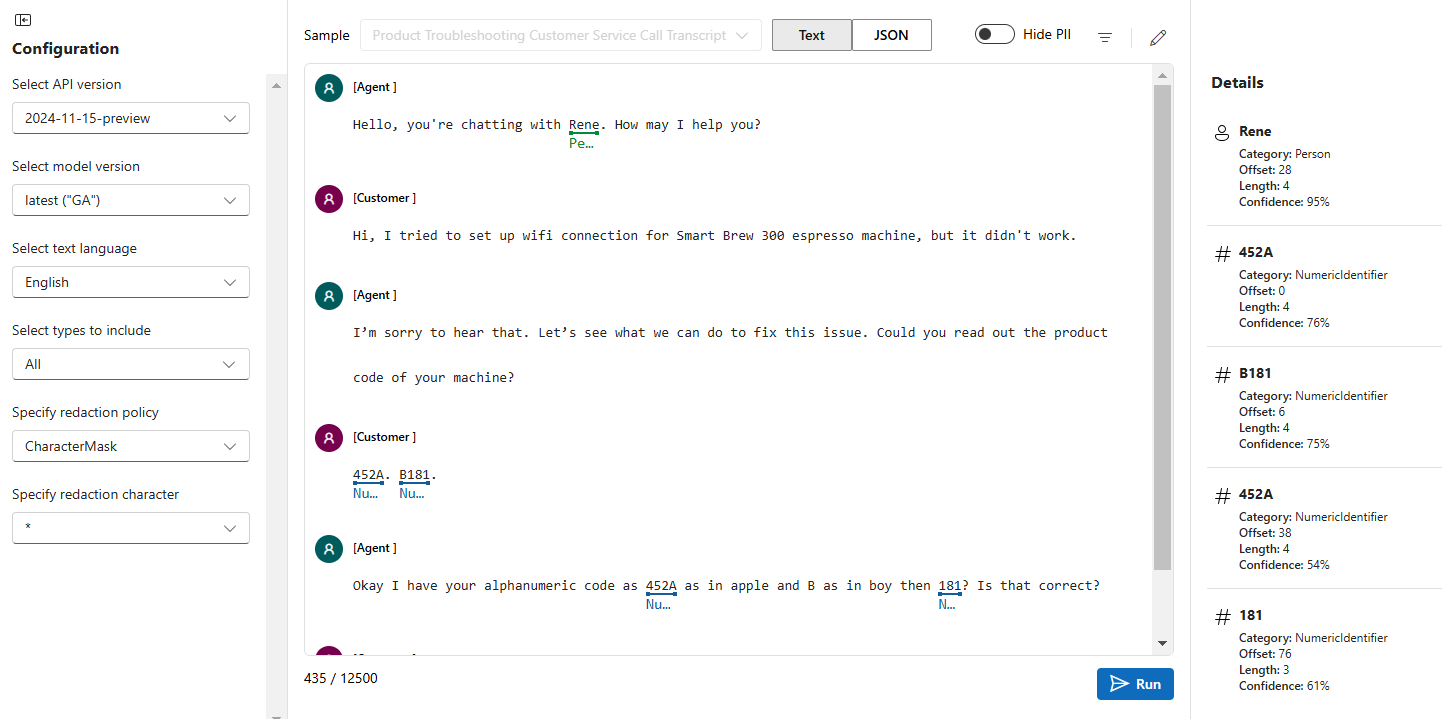 Configuration
Select API version
2024-11-15-preview
Select model version
latest ("GA")
Select text language
English
Select types to include
All
Specify redaction policy
CharacterMask
Specify redaction character
*
Sample
Product Troubleshooting Customer Service Call Transcript
Text
JSON
Hide PII
[Agent ]
Hello, you're chatting with Rene. How may I help you?
Pe...
[Customer ]
Hi, I tried to set up wifi connection for Smart Brew 300 espresso machine, but it didn't work.
[Agent ]
I’m sorry to hear that. Let’s see what we can do to fix this issue. Could you read out the product
code of your machine?
[Customer ]
452A. B181.
Nu... Nu...
[Agent ]
Okay I have your alphanumeric code as 452A as in apple and B as in boy then 181? Is that correct?
Nu... N...
435 / 12500
Run
Details
Rene
Category: Person
Offset: 28
Length: 4
Confidence: 95%
452A
Category: NumericIdentifier
Offset: 0
Length: 4
Confidence: 76%
B181
Category: NumericIdentifier
Offset: 6
Length: 4
Confidence: 75%
452A
Category: NumericIdentifier
Offset: 38
Length: 4
Confidence: 54%
181
Category: NumericIdentifier
Offset: 76
Length: 3
Confidence: 61%